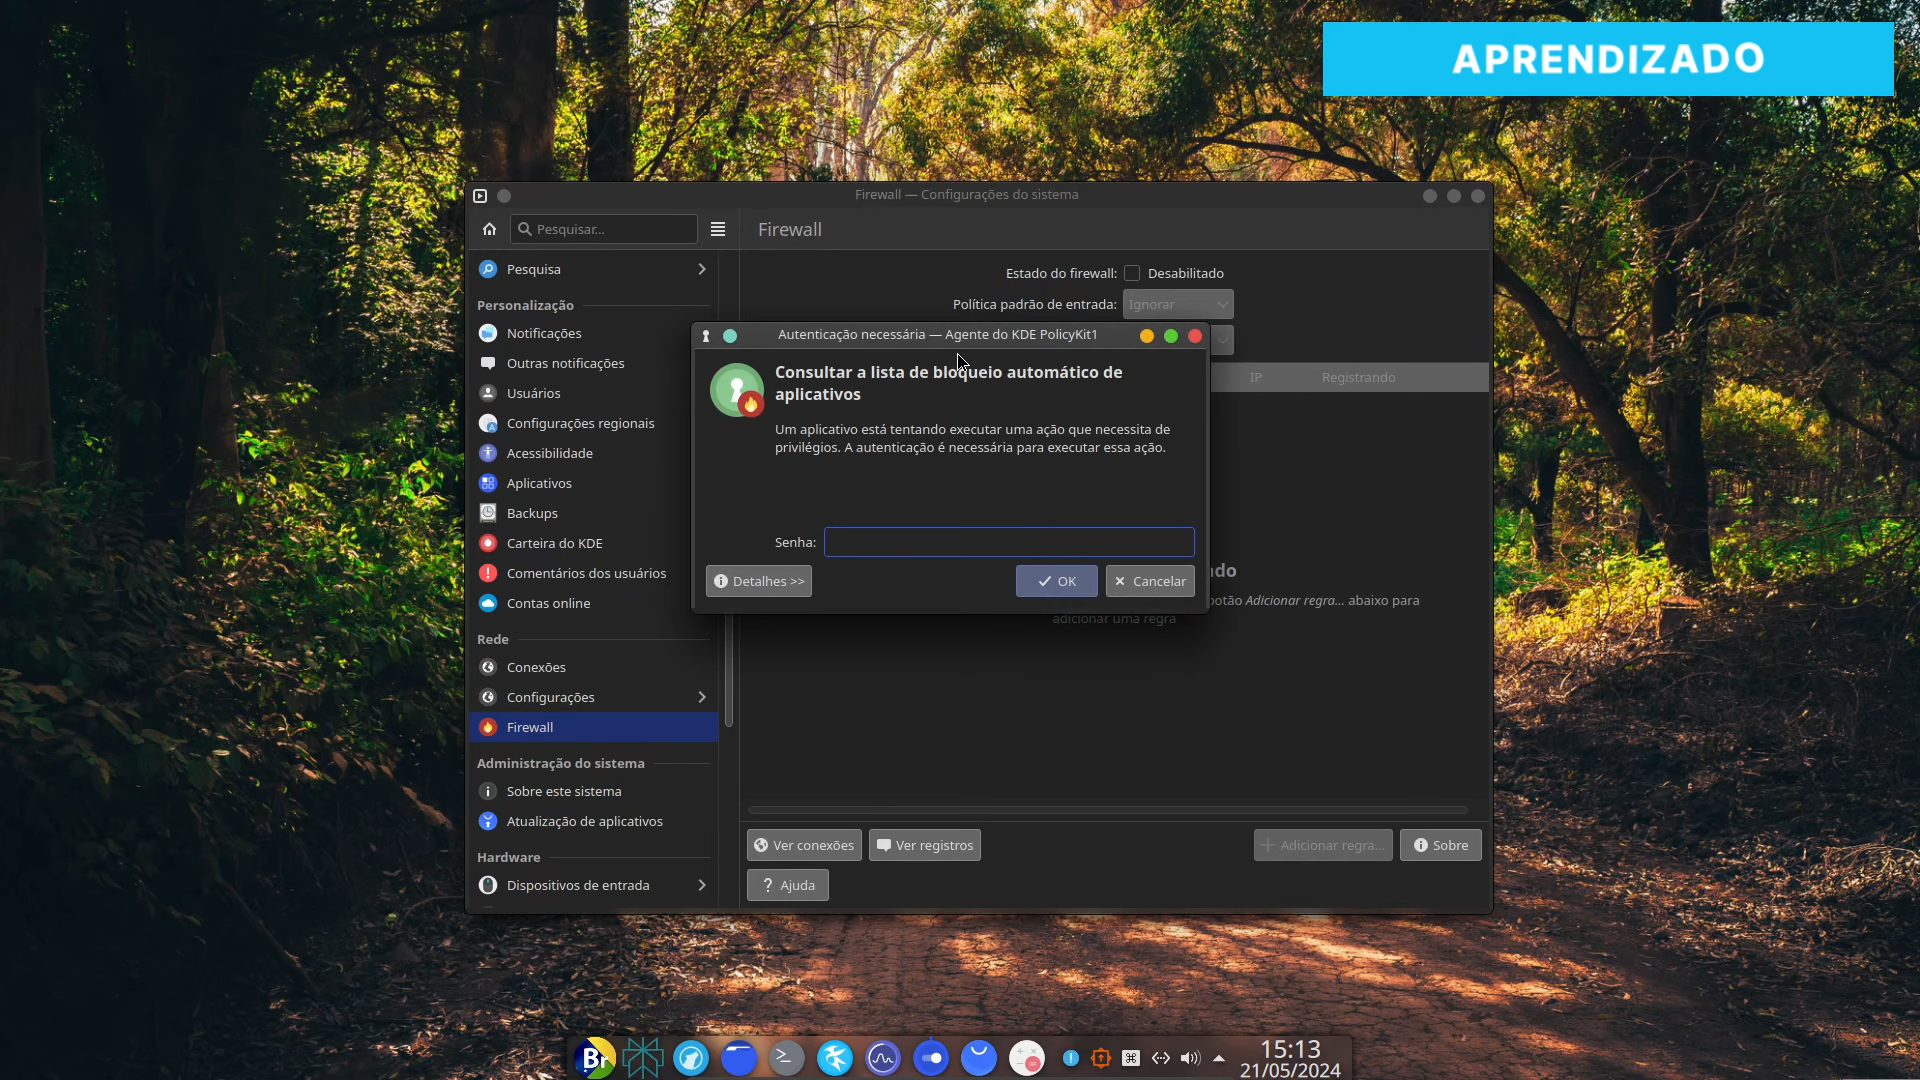 APRENDIZADO
Firewall — Configurações do sistema
Pesquisar...
Firewall
Pesquisa
Personalização
Notificações
Outras notificações
Usuários
Configurações regionais
Acessibilidade
Aplicativos
Backups
Carteira do KDE
Comentários dos usuários
Contas online
Rede
Conexões
Configurações
Firewall
Administração do sistema
Sobre este sistema
Atualização de aplicativos
Hardware
Dispositivos de entrada
Estado do firewall: Desabilitado
Política padrão de entrada: Ignorar
IP Registrando
Autenticação necessária — Agente do KDE PolicyKit1
Consultar a lista de bloqueio automático de
aplicativos
Um aplicativo está tentando executar uma ação que necessita de
privilégios. A autenticação é necessária para executar essa ação.
Senha:
Detalhes >> OK Cancelar
Adicionar regra... abaixo para
adicionar uma regra
Ver conexões Ver registros Adicionar regra... Sobre
Ajuda
Br
15:13
21/05/2024